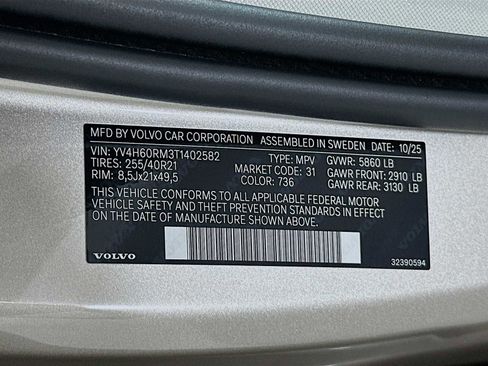 MFD BY VOLVO CAR CORPORATION ASSEMBLED IN SWEDEN 10/25
VIN: YV4H60RM3T1402582 TYPE: MPV GVWR: 5860 LB
TIRES: 255/40R21 MARKET CODE: 31 GAWR FRONT: 2910 LB
RIM: 8,5Jx21x49,5 COLOR: 736 GAWR REAR: 3130 LB
THIS VEHICLE CONFORMS TO ALL APPLICABLE FEDERAL MOTOR
VEHICLE SAFETY AND THEFT PREVENTION STANDARDS IN EFFECT
ON THE DATE OF MANUFACTURE SHOWN ABOVE.
VOLVO 32390594